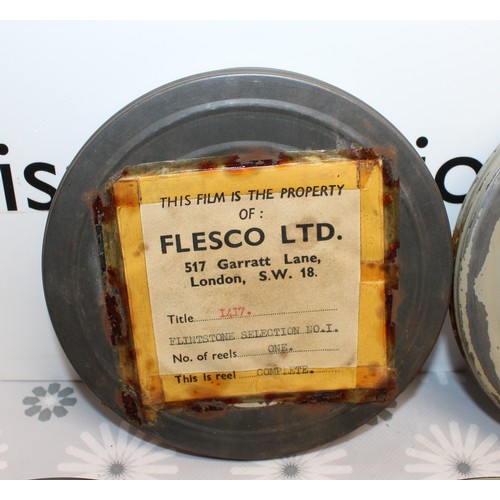 THIS FILM IS THE PROPERTY
OF :
FLESCO LTD.
517 Garratt Lane,
London, S.W. 18.
Title 1417.
FLINTSTONE SELECTION NO.I.
No. of reels ONE.
This is reel COMPLETE.